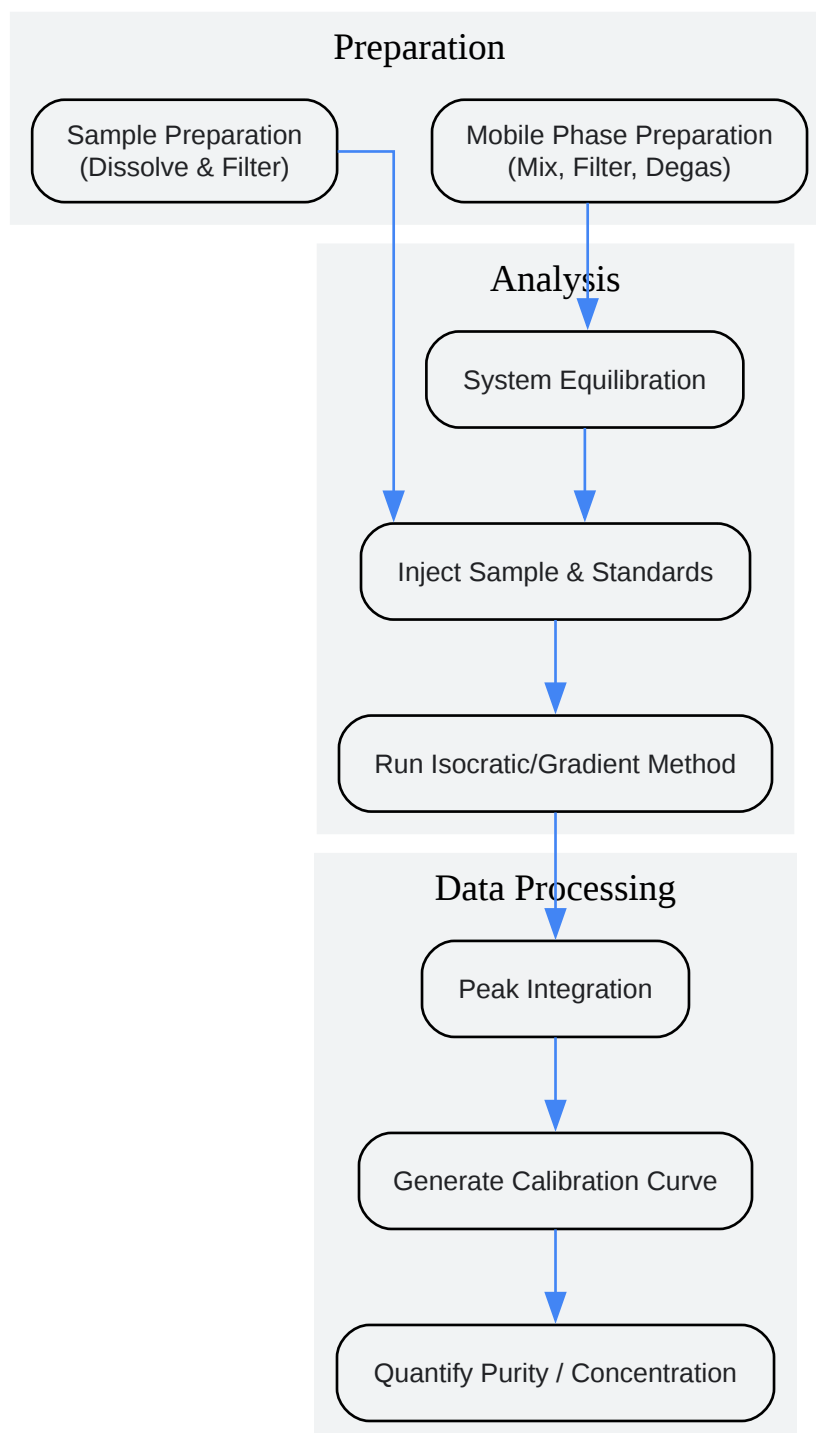 Preparation
Sample Preparation
(Dissolve & Filter)
Mobile Phase Preparation
(Mix, Filter, Degas)
Analysis
System Equilibration
Inject Sample & Standards
Run Isocratic/Gradient Method
Data Processing
Peak Integration
Generate Calibration Curve
Quantify Purity / Concentration